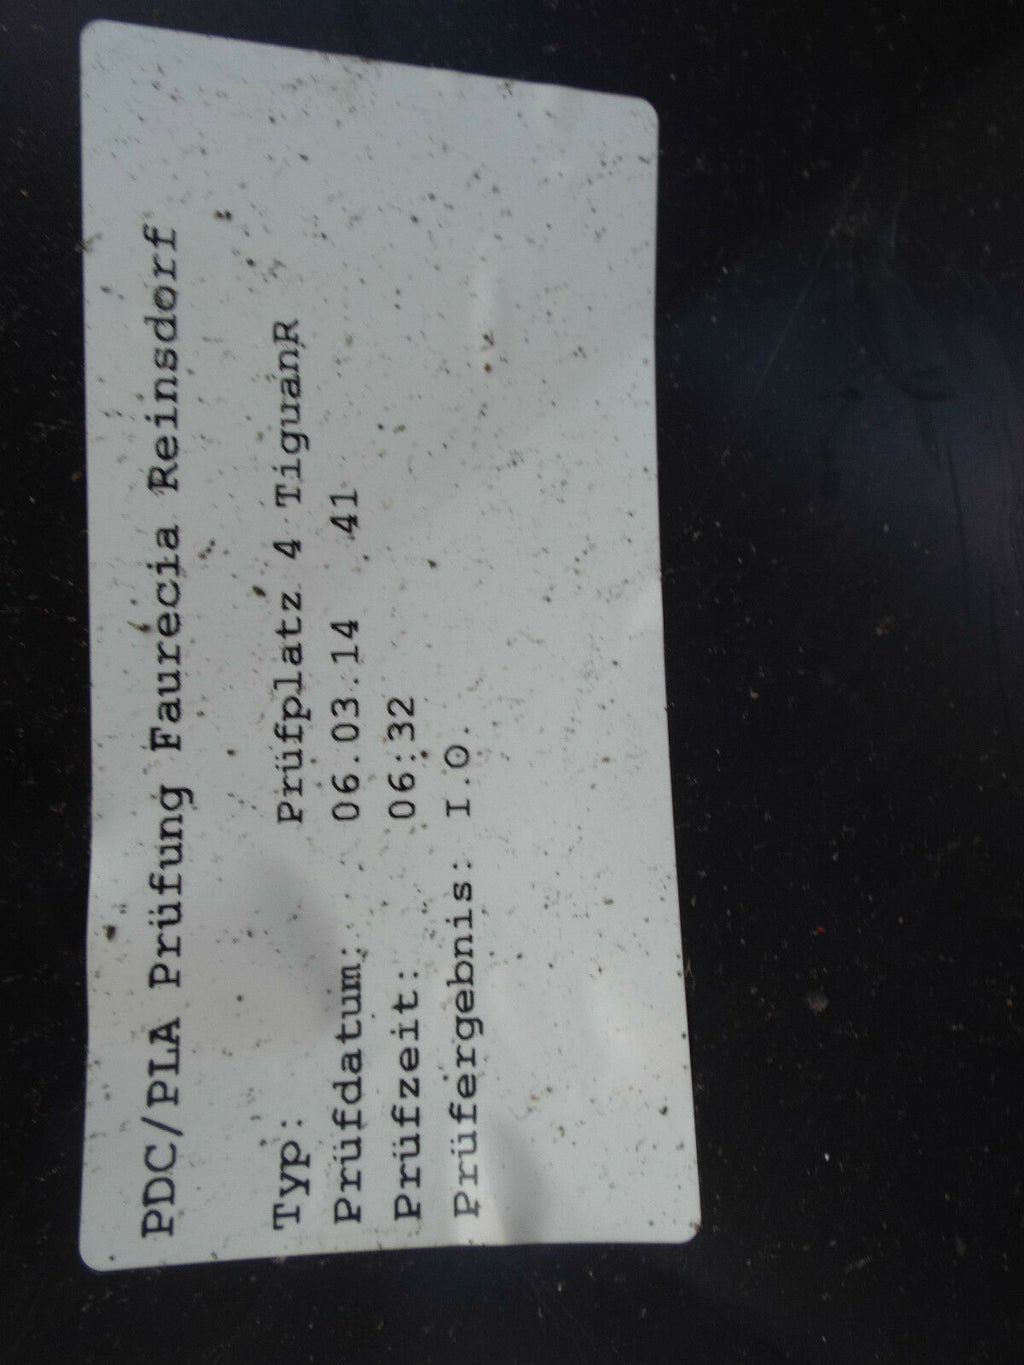 PDC/PLA Prüfung Faurecia Reinsdorf
Typ: Prüfplatz 4 TiguanR
Prüfdatum: 06.03.14 41
Prüfzeit: 06:32
Prüfergebnis: I.O.